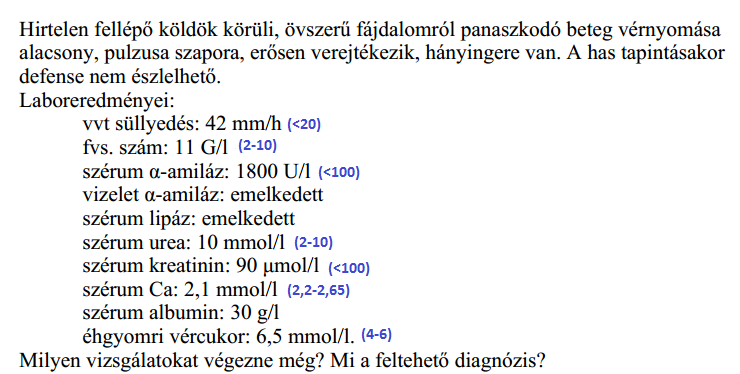 Hirtelen fellépő köldök körüli, övszerű fájdalomról panaszkodó beteg vérnyomása
alacsony, pulzusa szapora, erősen verejtékezik, hányingere van. A has tapintásakor
defense nem észlelhető.
Laboreredményei:
vvt süllyedés: 42 mm/h (<20)
fvs. szám: 11 G/l (2-10)
szérum α-amiláz: 1800 U/l (<100)
vizelet α-amiláz: emelkedett
szérum lipáz: emelkedett
szérum urea: 10 mmol/l (2-10)
szérum kreatinin: 90 μmol/l (<100)
szérum Ca: 2,1 mmol/l (2,2-2,65)
szérum albumin: 30 g/l
éhgyomri vércukor: 6,5 mmol/l. (4-6)
Milyen vizsgálatokat végezne még? Mi a feltehető diagnózis?